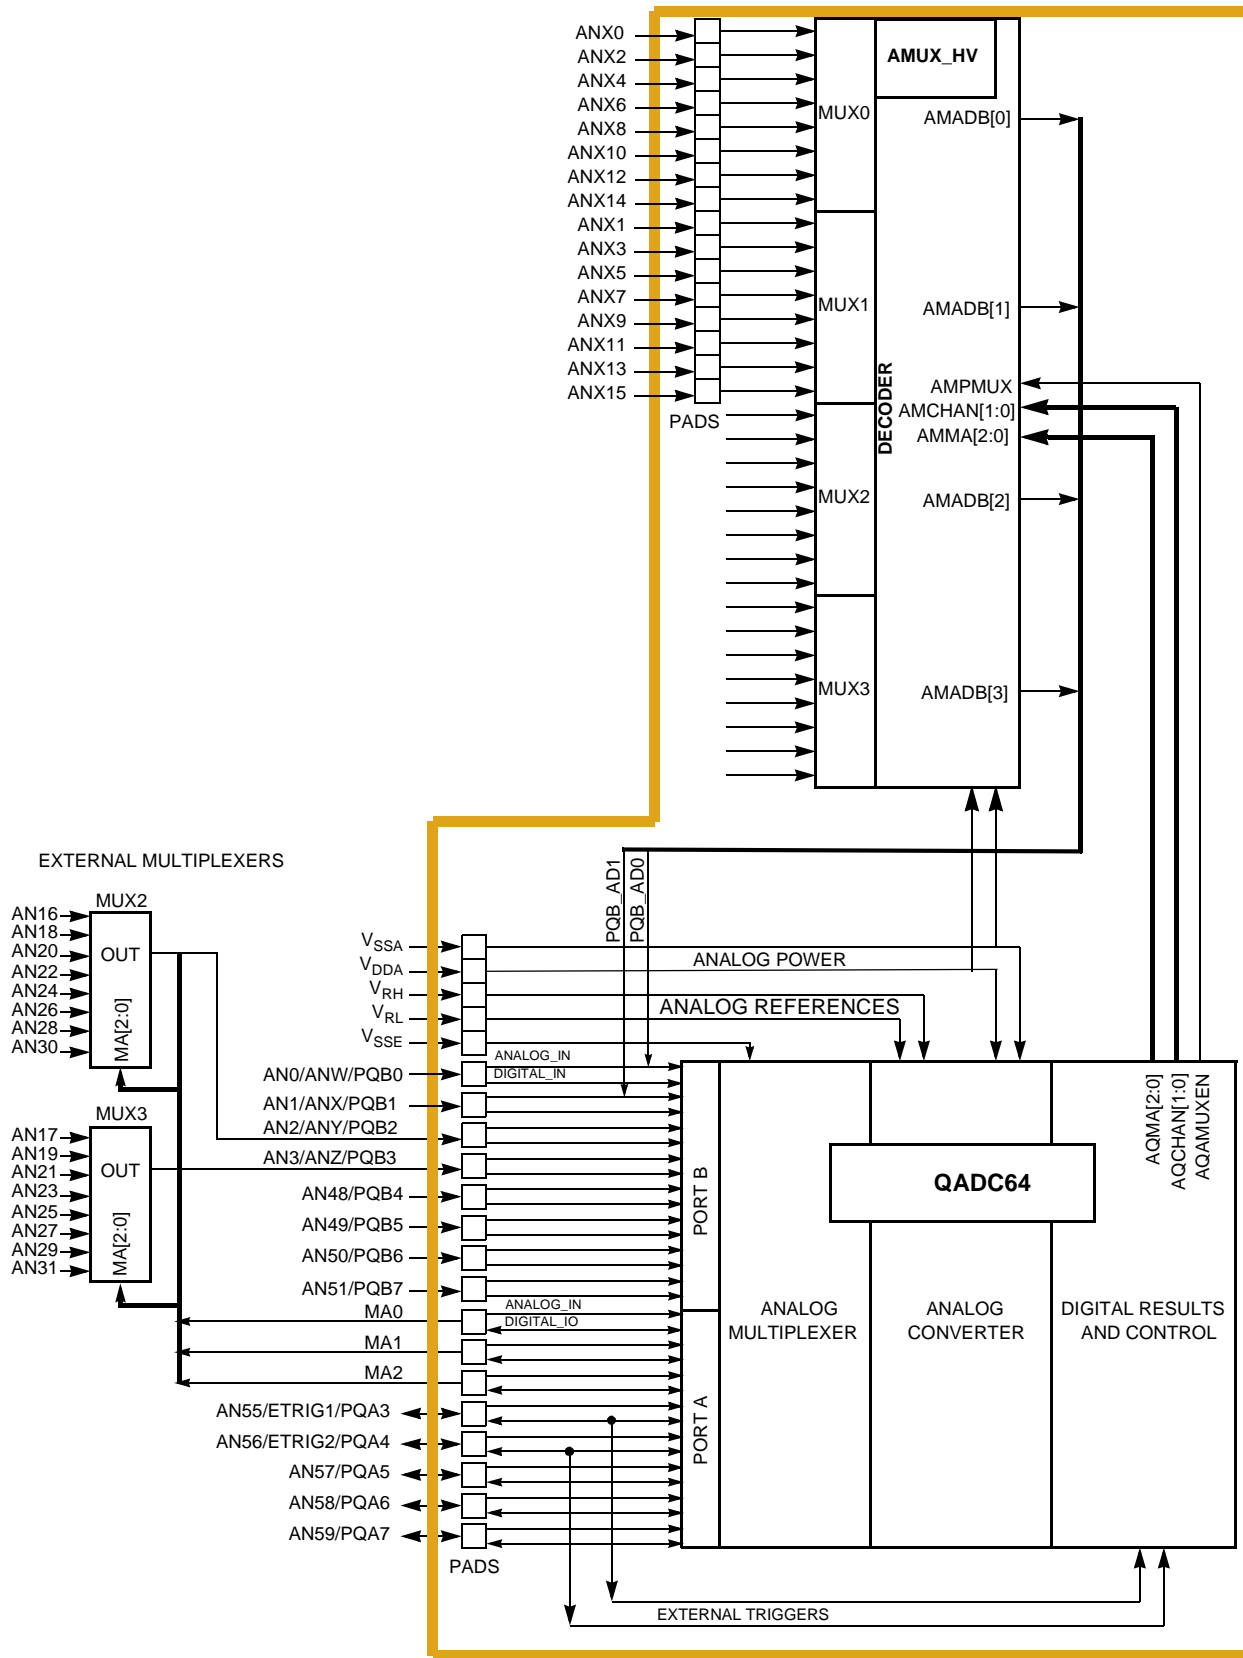 ANX0
ANX2
ANX4
ANX6
ANX8
ANX10
ANX12
ANX14
ANX1
ANX3
ANX5
ANX7
ANX9
ANX11
ANX13
ANX15
PADS
AMUX_HV
MUX0
MUX1
MUX2
MUX3
DECODER
AMADB[0]
AMADB[1]
AMPMUX
AMCHAN[1:0]
AMMA[2:0]
AMADB[2]
AMADB[3]
EXTERNAL MULTIPLEXERS
MUX2
AN16
AN18
AN20
AN22
AN24
AN26
AN28
AN30
OUT
MA[2:0]
MUX3
AN17
AN19
AN21
AN23
AN25
AN27
AN29
AN31
OUT
MA[2:0]
PQB_AD1
PQB_AD0
VSSA
VDDA
VRH
VRL
VSSE
ANALOG POWER
ANALOG REFERENCES
ANALOG_IN
DIGITAL_IN
AN0/ANW/PQB0
AN1/ANX/PQB1
AN2/ANY/PQB2
AN3/ANZ/PQB3
AN48/PQB4
AN49/PQB5
AN50/PQB6
AN51/PQB7
MA0
MA1
MA2
ANALOG_IN
DIGITAL_IO
AN55/ETRIG1/PQA3
AN56/ETRIG2/PQA4
AN57/PQA5
AN58/PQA6
AN59/PQA7
PADS
PORT B
PORT A
AQMA[2:0]
AQCHAN[1:0]
AQAMUXEN
QADC64
ANALOG
MULTIPLEXER
ANALOG
CONVERTER
DIGITAL RESULTS
AND CONTROL
EXTERNAL TRIGGERS